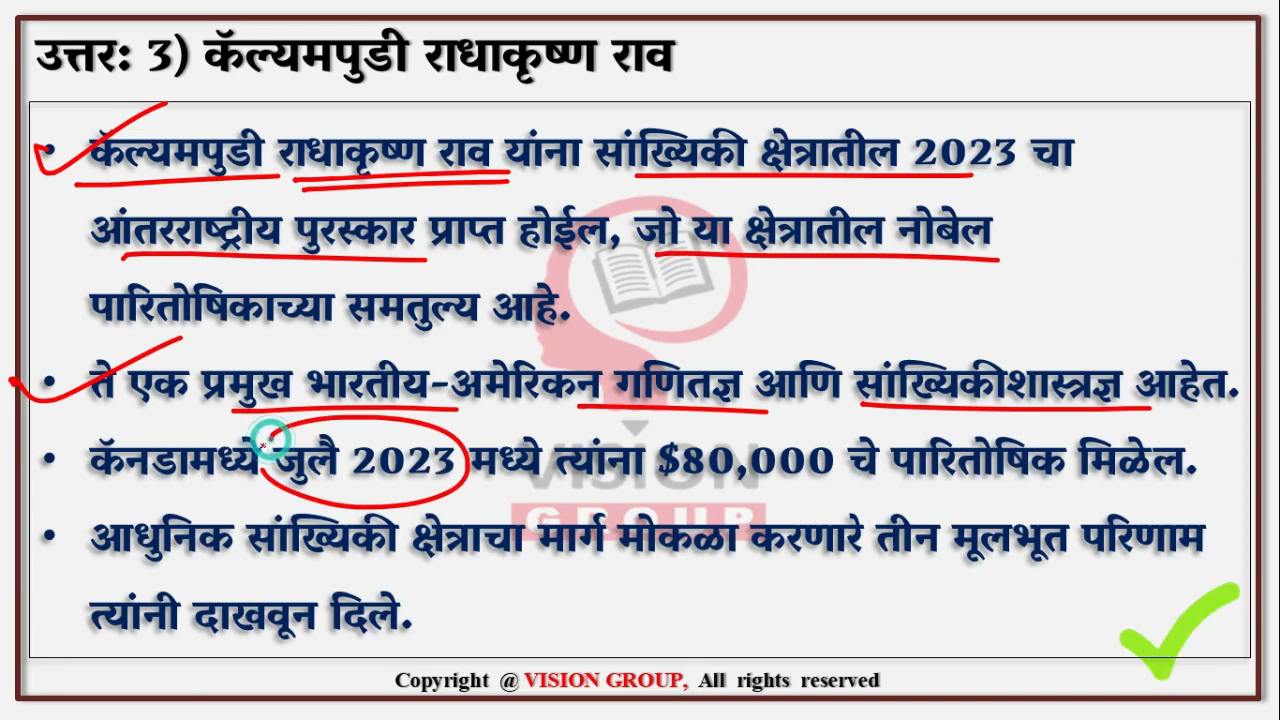 उत्तर: 3) कॅल्यमपुडी राधाकृष्ण राव
• कॅल्यमपुडी राधाकृष्ण राव यांना सांख्यिकी क्षेत्रातील 2023 चा
आंतरराष्ट्रीय पुरस्कार प्राप्त होईल, जो या क्षेत्रातील नोबेल
पारितोषिकाच्या समतुल्य आहे.
• ते एक प्रमुख भारतीय-अमेरिकन गणितज्ञ आणि सांख्यिकीशास्त्रज्ञ आहेत.
• कॅनडामध्ये जुलै 2023 मध्ये त्यांना $80,000 चे पारितोषिक मिळेल.
VISION
GROUP
• आधुनिक सांख्यिकी क्षेत्राचा मार्ग मोकळा करणारे तीन मूलभूत परिणाम
त्यांनी दाखवून दिले.
Copyright @ VISION GROUP, All rights reserved